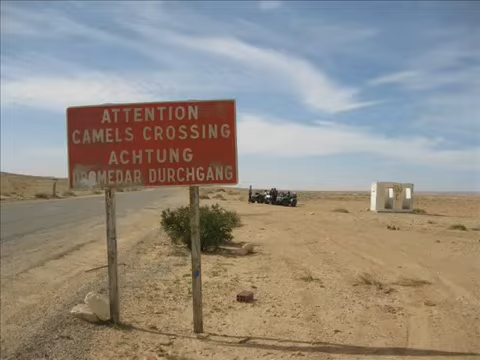 ATTENTION
CAMELS CROSSING
ACHTUNG
DROMEDAR DURCHGANG